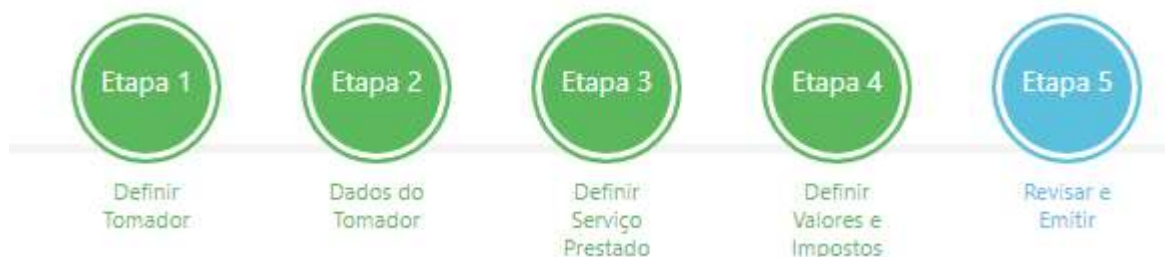 Etapa 1
Etapa 2
Etapa 3
Etapa 4
Etapa 5
Definir
Tomador
Dados do
Tomador
Definir
Serviço
Prestado
Definir
Valores e
Impostos
Revisar e
Emitir